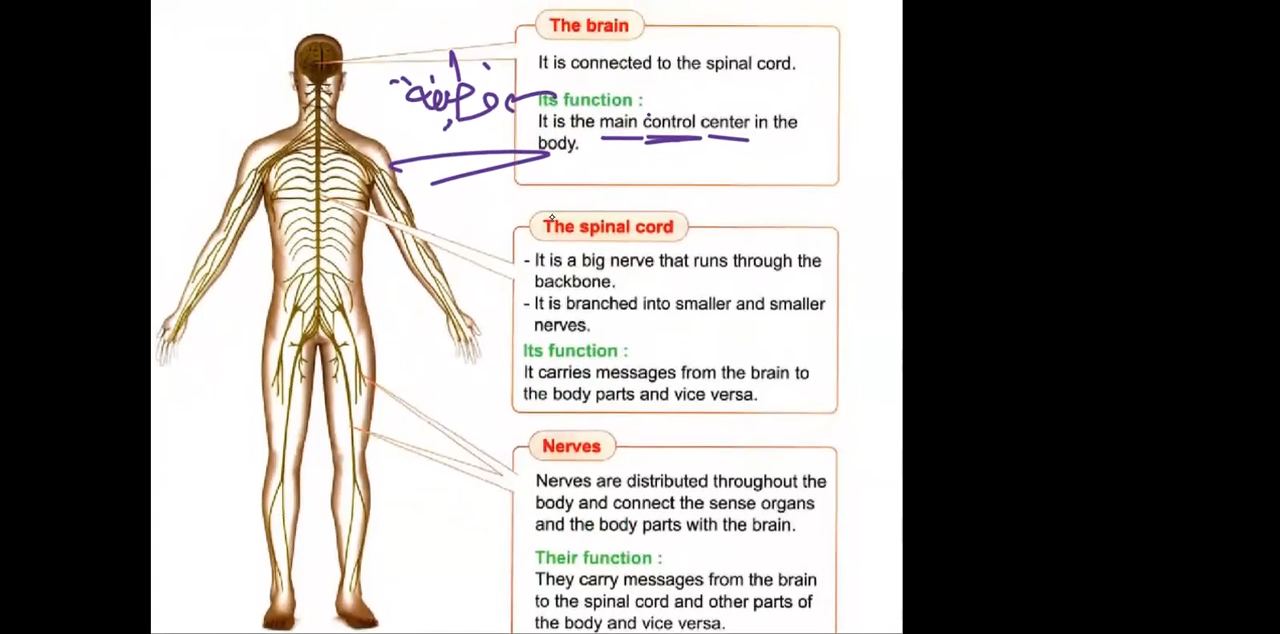 The brain
It is connected to the spinal cord.
Its function :
It is the main control center in the
body.
The spinal cord
- It is a big nerve that runs through the
backbone.
- It is branched into smaller and smaller
nerves.
Its function :
It carries messages from the brain to
the body parts and vice versa.
Nerves
Nerves are distributed throughout the
body and connect the sense organs
and the body parts with the brain.
Their function :
They carry messages from the brain
to the spinal cord and other parts of
the body and vice versa.